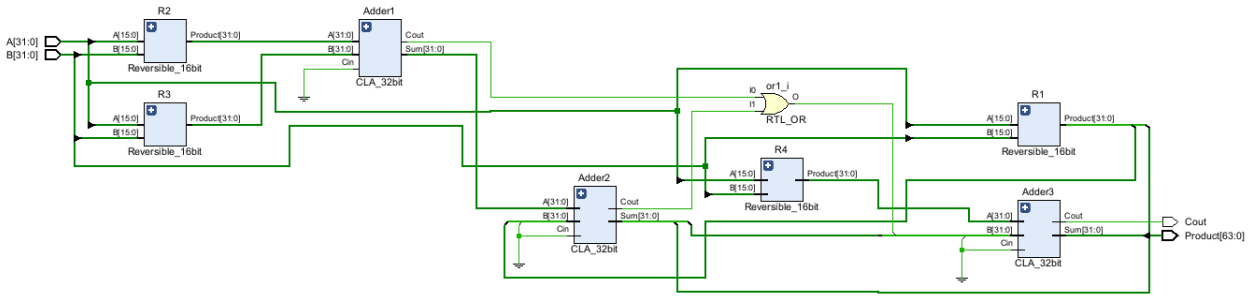 A[31:0]
B[31:0]
R2
A[15:0]
B[15:0]
Product[31:0]
Reversible_16bit
R3
A[15:0]
B[15:0]
Product[31:0]
Reversible_16bit
Adder1
A[31:0]
B[31:0]
Cin
Cout
Sum[31:0]
CLA_32bit
Adder2
A[31:0]
B[31:0]
Cin
Cout
Sum[31:0]
CLA_32bit
or1_i
I0
I1
O
RTL_OR
R4
A[15:0]
B[15:0]
Product[31:0]
Reversible_16bit
R1
A[15:0]
B[15:0]
Product[31:0]
Reversible_16bit
Adder3
A[31:0]
B[31:0]
Cin
Cout
Sum[31:0]
CLA_32bit
Cout
Product[63:0]